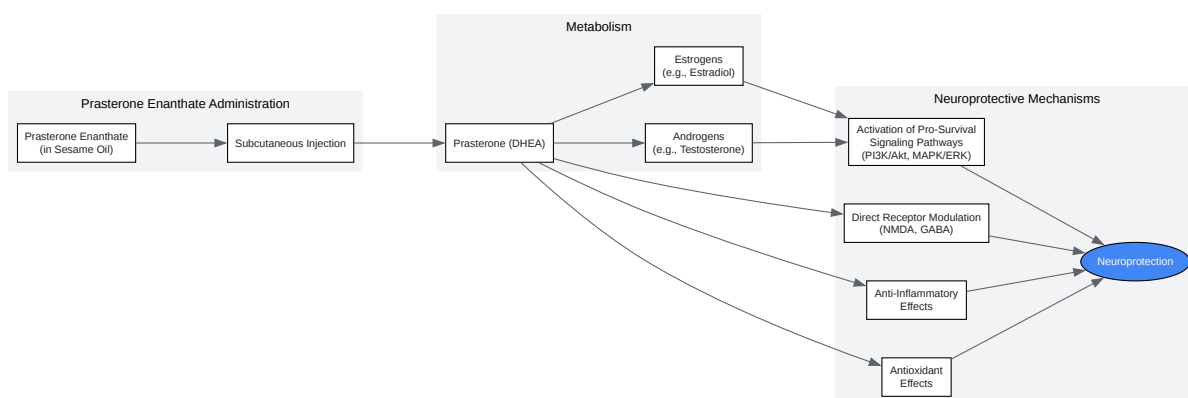 Prasterone Enanthate Administration
Prasterone Enanthate
(in Sesame Oil)
Subcutaneous Injection
Metabolism
Prasterone (DHEA)
Estrogens
(e.g., Estradiol)
Androgens
(e.g., Testosterone)
Neuroprotective Mechanisms
Activation of Pro-Survival
Signaling Pathways
(PI3K/Akt, MAPK/ERK)
Direct Receptor Modulation
(NMDA, GABA)
Anti-Inflammatory
Effects
Antioxidant
Effects
Neuroprotection